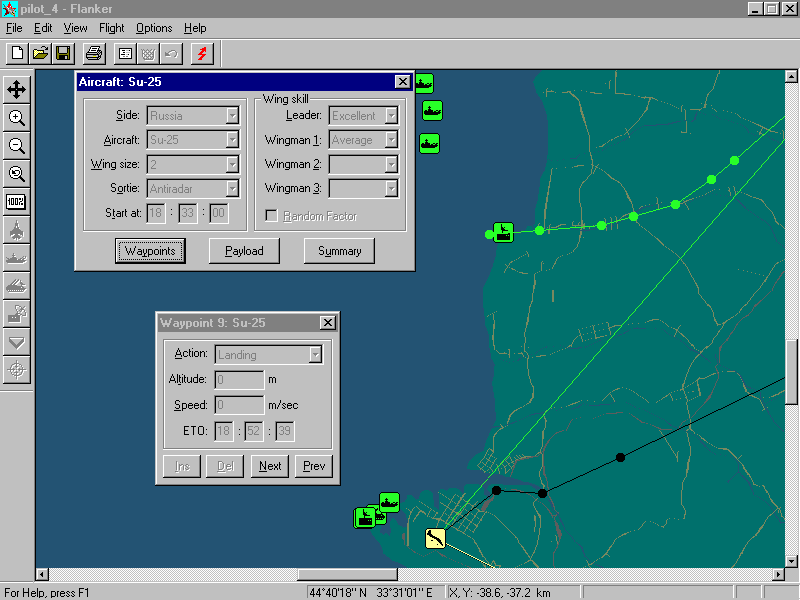 pilot_4 - Flanker
File Edit View Flight Options Help
100%
Aircraft: Su-25
Side: Russia
Aircraft: Su-25
Wing size: 2
Sortie: Antiradar
Start at: 18 : 33 : 00
Wing skill
Leader: Excellent
Wingman 1: Average
Wingman 2:
Wingman 3:
Random Factor
Waypoints Payload Summary
Waypoint 9: Su-25
Action: Landing
Altitude: 0 m
Speed: 0 m/sec
ETO: 18 : 52 : 39
Ins Del Next Prev
For Help, press F1
44°40'18'' N 33°31'01'' E
X, Y: -38.6, -37.2 km